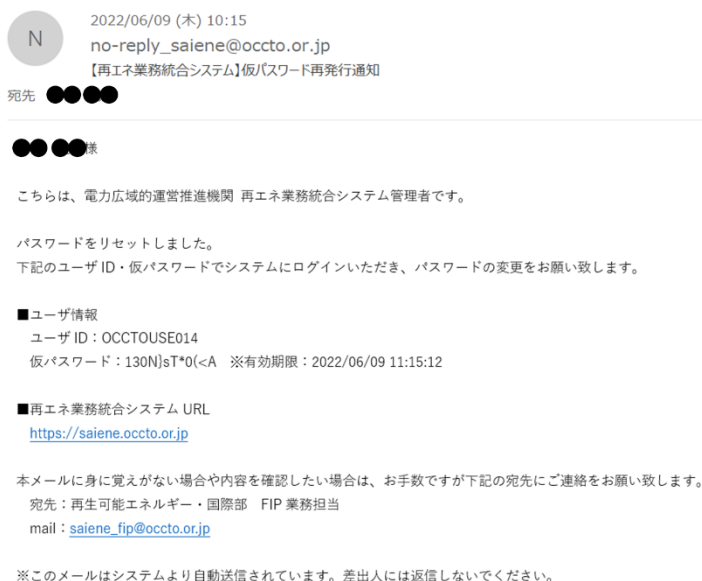 N
2022/06/09 (木) 10:15
no-reply_saiene@occto.or.jp
【再エネ業務統合システム】仮パスワード再発行通知
宛先
様
こちらは、電力広域的運営推進機関 再エネ業務統合システム管理者です。
パスワードをリセットしました。
下記のユーザ ID・仮パスワードでシステムにログインいただき、パスワードの変更をお願い致します。
■ユーザ情報
ユーザ ID：OCCTOUSE014
仮パスワード：130N}sT*0(<A ※有効期限：2022/06/09 11:15:12
■再エネ業務統合システム URL
https://saiene.occto.or.jp
本メールに身に覚えがない場合や内容を確認したい場合は、お手数ですが下記の宛先にご連絡をお願い致します。
宛先：再生可能エネルギー・国際部 FIP 業務担当
mail：saiene_fip@occto.or.jp
※このメールはシステムより自動送信されています。差出人には返信しないでください。